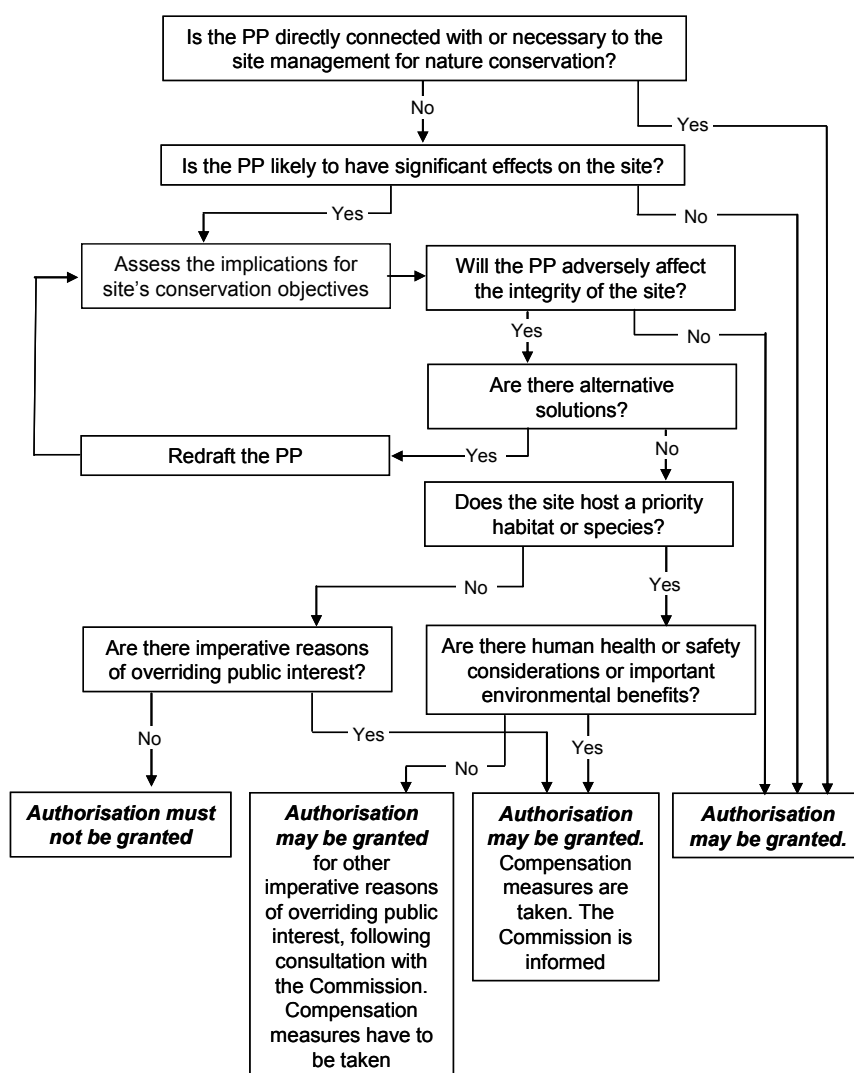 Is the PP directly connected with or necessary to the
site management for nature conservation?
No
Yes
Is the PP likely to have significant effects on the site?
Yes
No
Assess the implications for
site's conservation objectives
Will the PP adversely affect
the integrity of the site?
Yes
No
Are there alternative
solutions?
Redraft the PP
Yes
No
Does the site host a priority
habitat or species?
No
Yes
Are there imperative reasons
of overriding public interest?
Are there human health or safety
considerations or important
environmental benefits?
No
Yes
No
Yes
Authorisation must
not be granted
Authorisation
may be granted
for other
imperative reasons
of overriding public
interest, following
consultation with
the Commission.
Compensation
measures have to
be taken
Authorisation
may be granted.
Compensation
measures are
taken. The
Commission is
informed
Authorisation
may be granted.